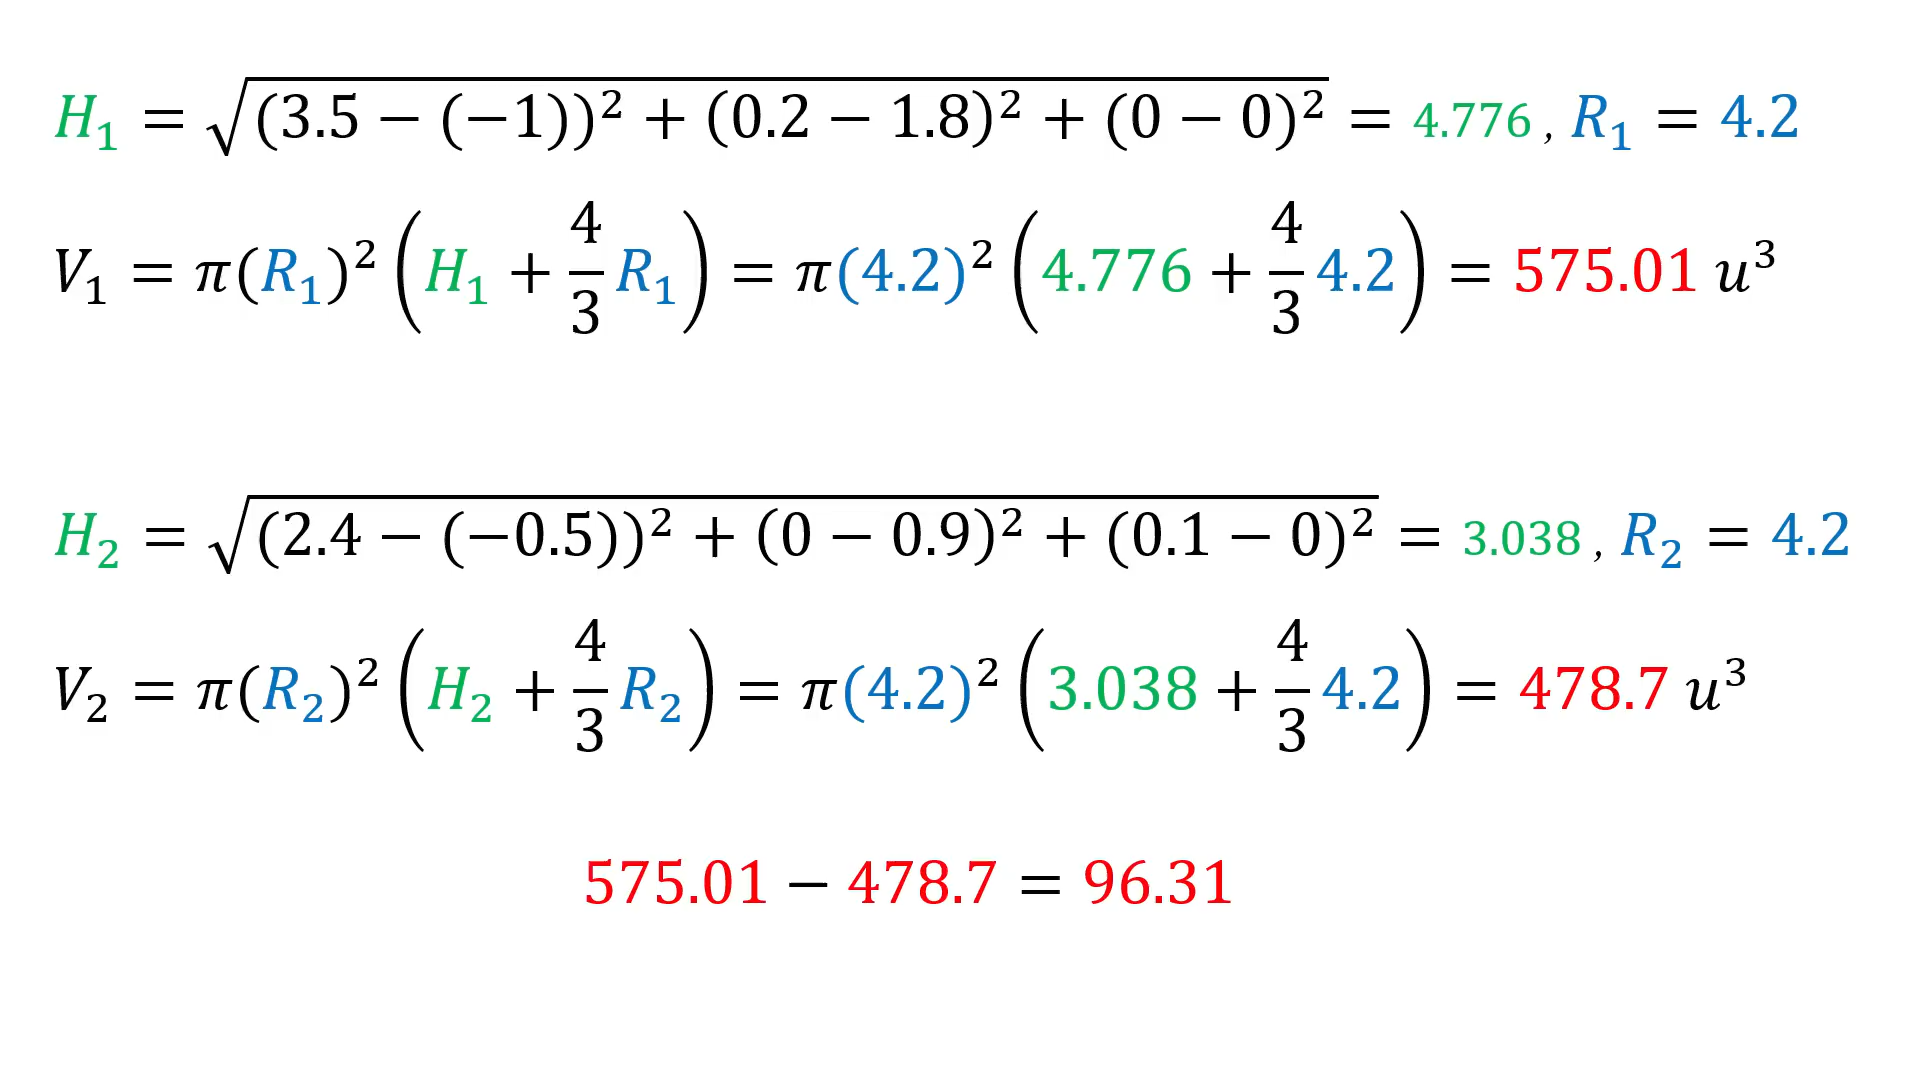 H₁ = √((3.5 − (−1))² + (0.2 − 1.8)² + (0 − 0)²) = 4.776 , R₁ = 4.2
V₁ = π(R₁)² (H₁ + 4/3 R₁) = π(4.2)² (4.776 + 4/3 4.2) = 575.01 u³
H₂ = √((2.4 − (−0.5))² + (0 − 0.9)² + (0.1 − 0)²) = 3.038 , R₂ = 4.2
V₂ = π(R₂)² (H₂ + 4/3 R₂) = π(4.2)² (3.038 + 4/3 4.2) = 478.7 u³
575.01 − 478.7 = 96.31